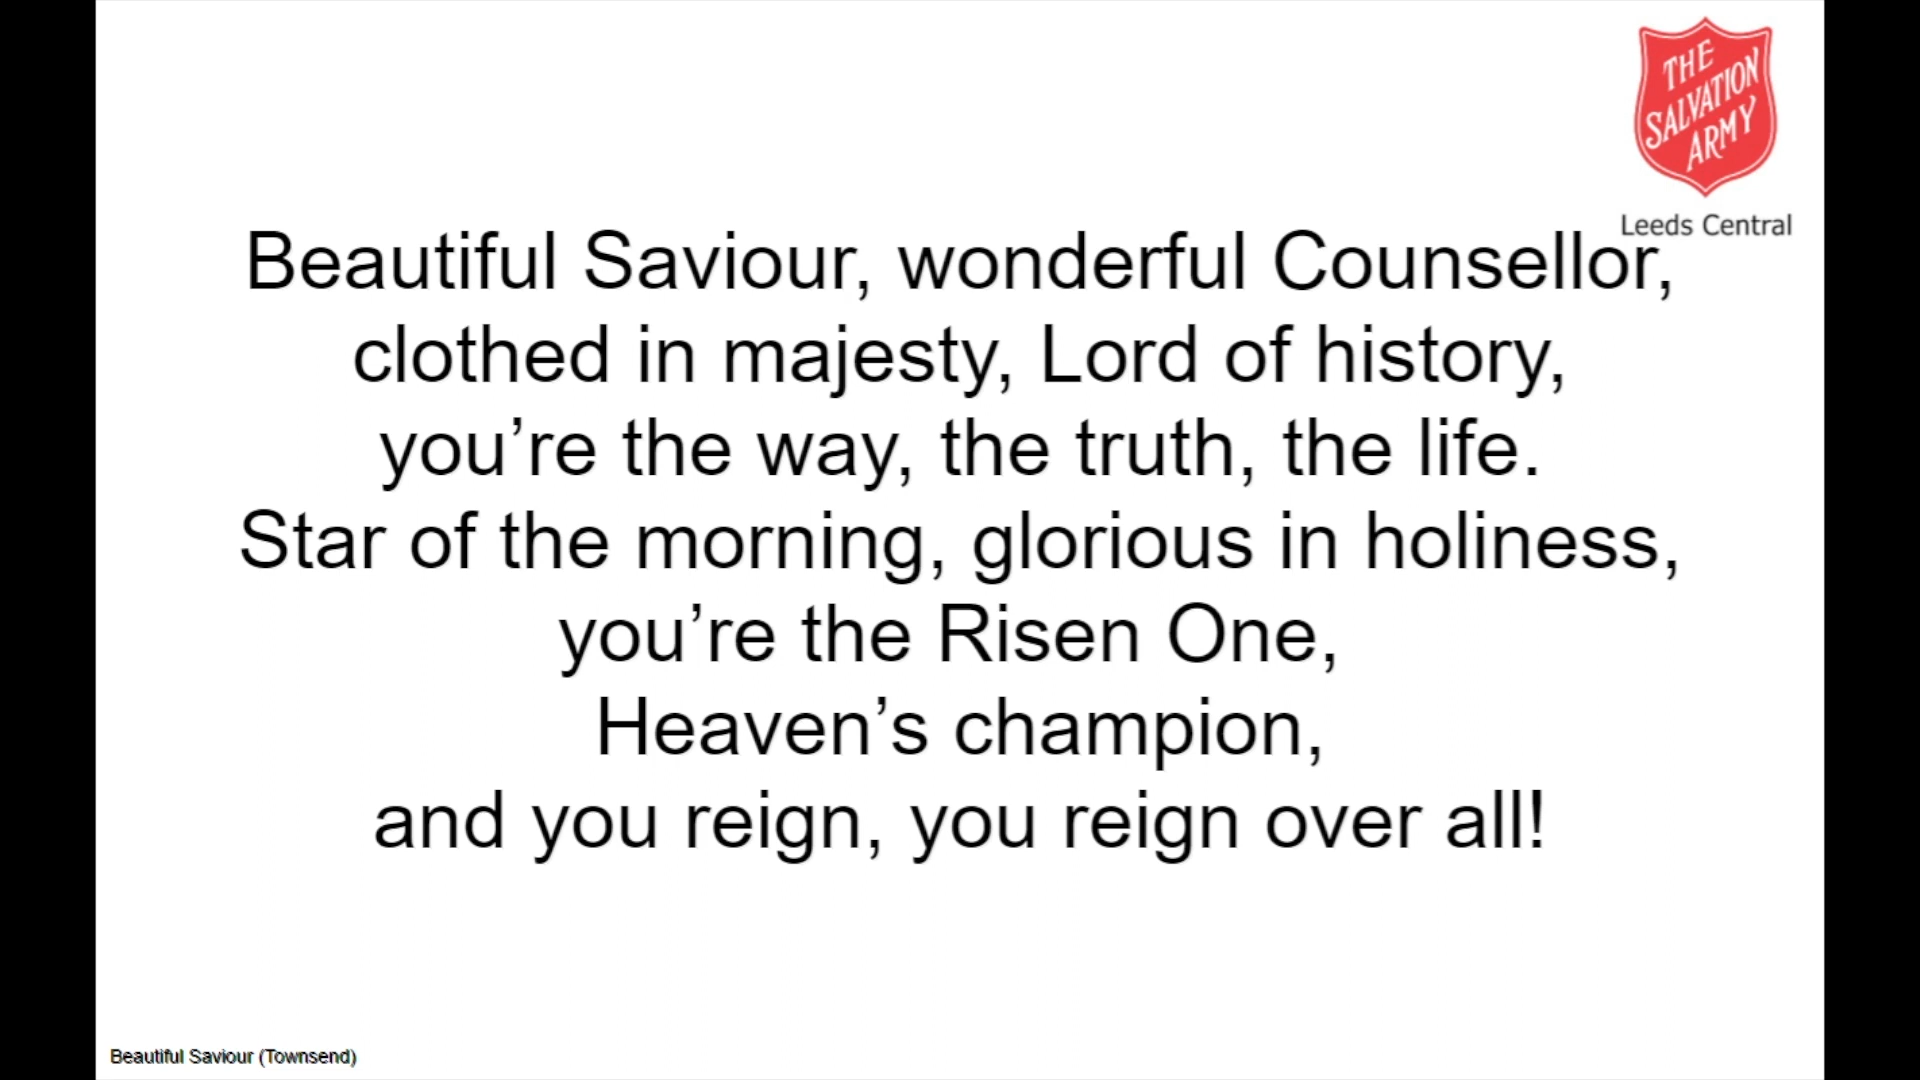 THE
SALVATION
ARMY
Leeds Central
Beautiful Saviour, wonderful Counsellor,
clothed in majesty, Lord of history,
you’re the way, the truth, the life.
Star of the morning, glorious in holiness,
you’re the Risen One,
Heaven’s champion,
and you reign, you reign over all!
Beautiful Saviour (Townsend)